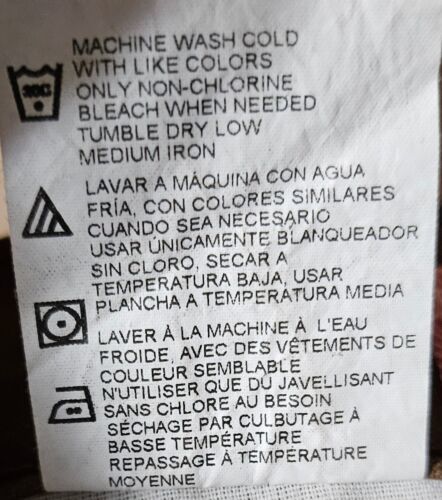 MACHINE WASH COLD
WITH LIKE COLORS
30C ONLY NON-CHLORINE
BLEACH WHEN NEEDED
TUMBLE DRY LOW
MEDIUM IRON
LAVAR A MÁQUINA CON AGUA
FRÍA, CON COLORES SIMILARES
CUANDO SEA NECESARIO
USAR ÚNICAMENTE BLANQUEADOR
SIN CLORO, SECAR A
TEMPERATURA BAJA, USAR
PLANCHA A TEMPERATURA MEDIA
LAVER À LA MACHINE À L'EAU
FROIDE, AVEC DES VÊTEMENTS DE
COULEUR SEMBLABLE
N'UTILISER QUE DU JAVELLISANT
SANS CHLORE AU BESOIN
SÉCHAGE PAR CULBUTAGE À
BASSE TEMPÉRATURE
REPASSAGE À TEMPÉRATURE
MOYENNE